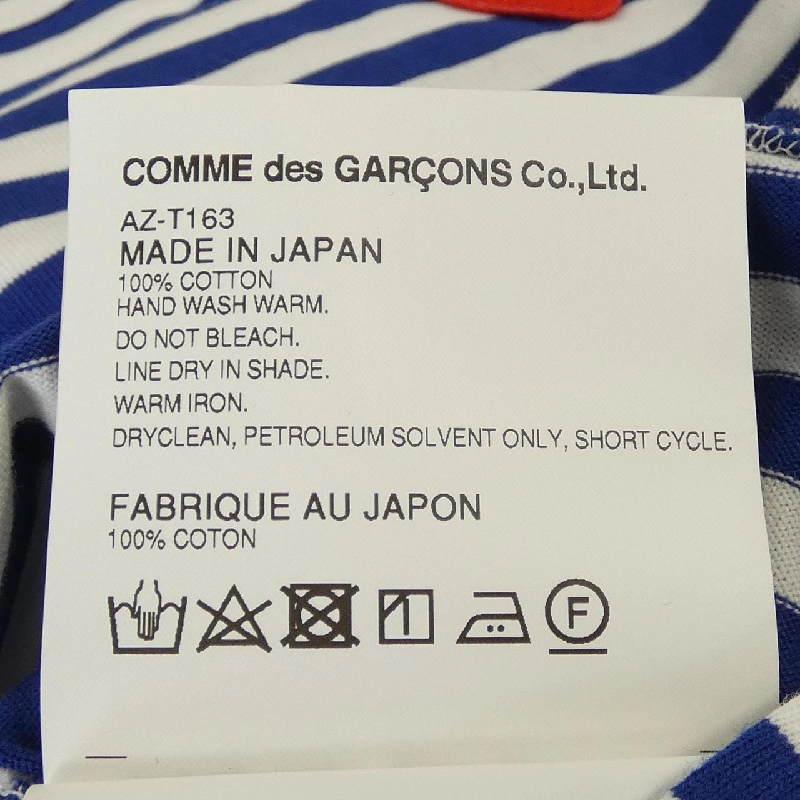 COMME des GARÇONS Co.,Ltd.
AZ-T163
MADE IN JAPAN
100% COTTON
HAND WASH WARM.
DO NOT BLEACH.
LINE DRY IN SHADE.
WARM IRON.
DRYCLEAN, PETROLEUM SOLVENT ONLY, SHORT CYCLE.
FABRIQUE AU JAPON
100% COTON
F